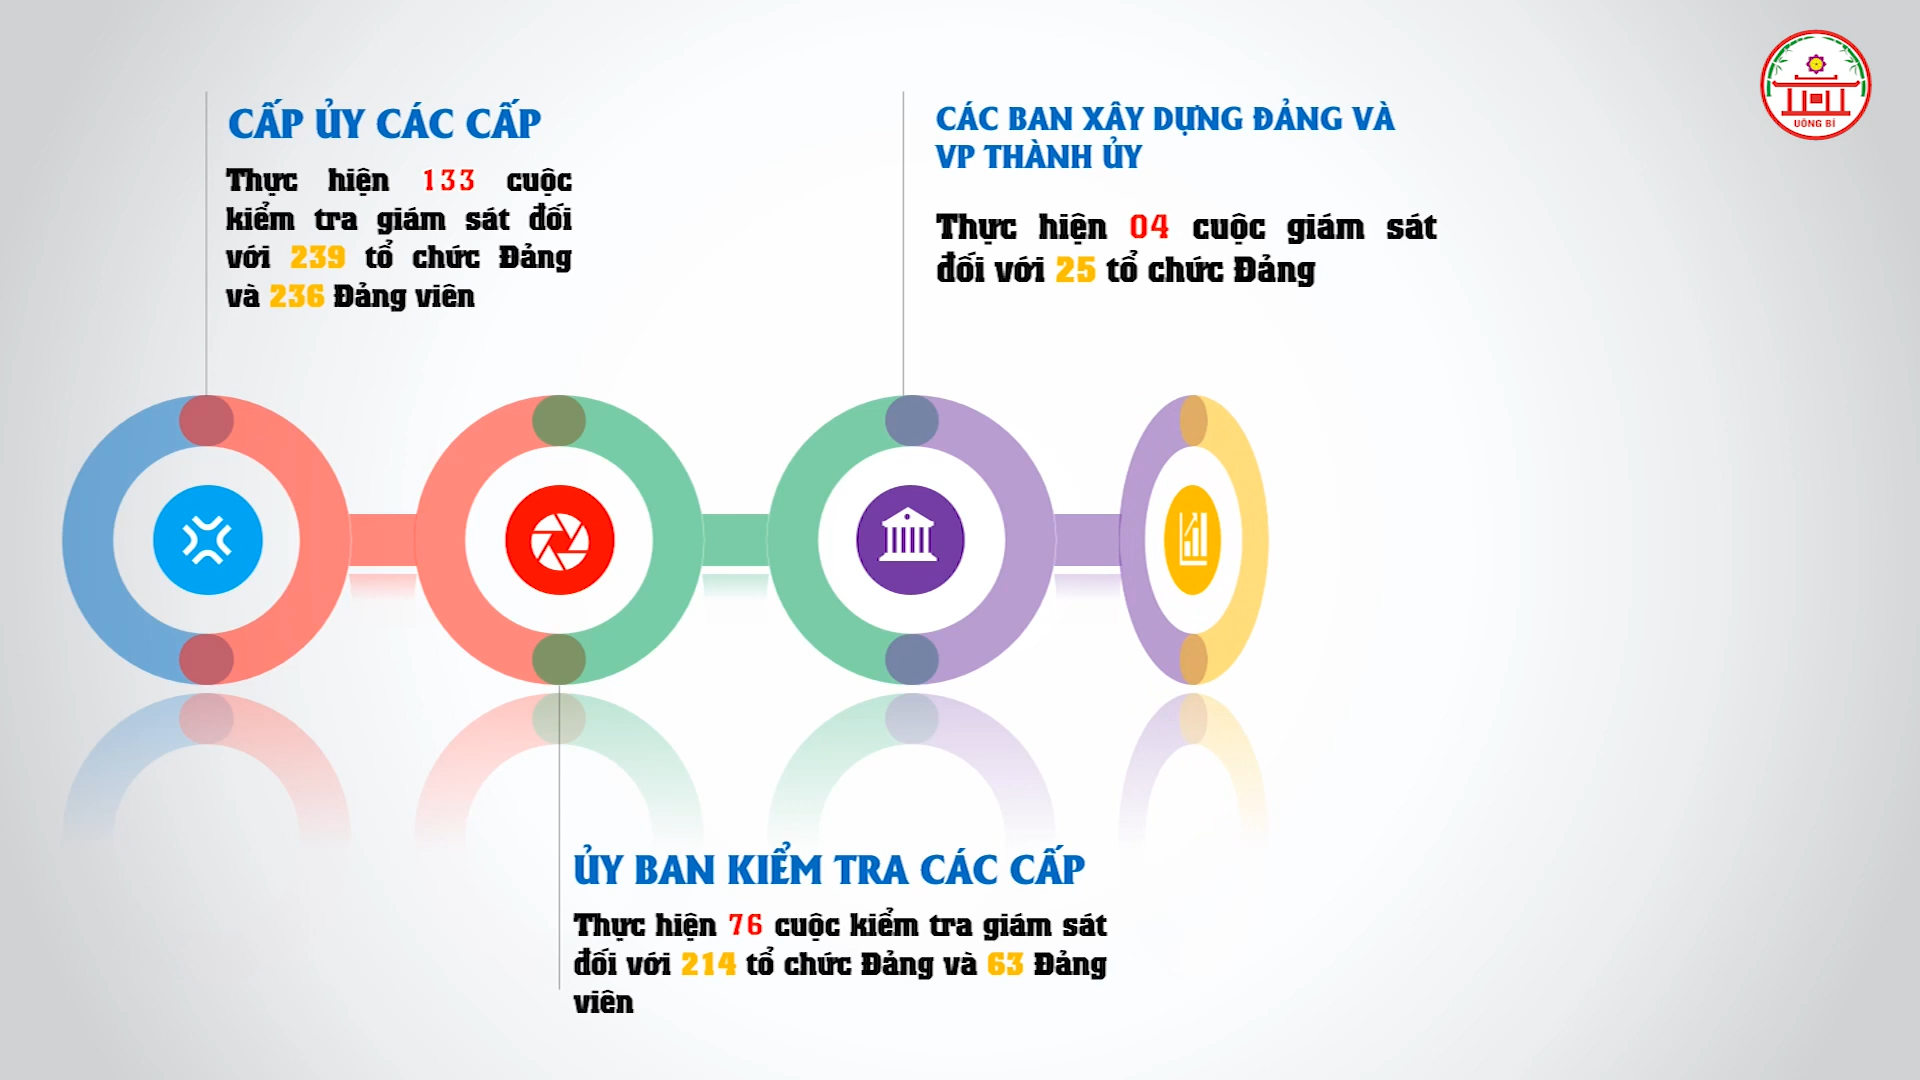 CẤP ỦY CÁC CẤP
Thực hiện 133 cuộc
kiểm tra giám sát đối
với 239 tổ chức Đảng
và 236 Đảng viên
CÁC BAN XÂY DỰNG ĐẢNG VÀ
VP THÀNH ỦY
Thực hiện 04 cuộc giám sát
đối với 25 tổ chức Đảng
UÔNG BÍ
ỦY BAN KIỂM TRA CÁC CẤP
Thực hiện 76 cuộc kiểm tra giám sát
đối với 214 tổ chức Đảng và 63 Đảng
viên